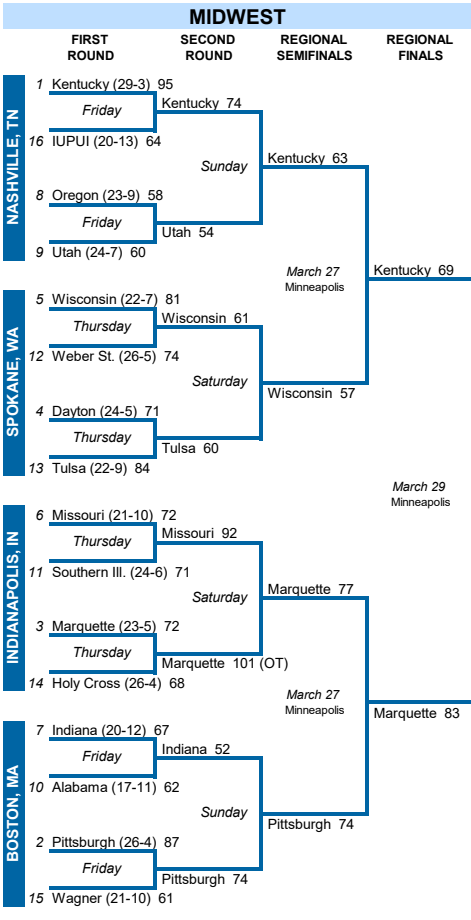 MIDWEST
FIRST ROUND
SECOND ROUND
REGIONAL SEMIFINALS
REGIONAL FINALS
NASHVILLE, TN
1 Kentucky (29-3) 95
Friday
16 IUPUI (20-13) 64
Kentucky 74
Sunday
8 Oregon (23-9) 58
Friday
9 Utah (24-7) 60
Utah 54
Kentucky 63
March 27
Minneapolis
Kentucky 69
SPOKANE, WA
5 Wisconsin (22-7) 81
Thursday
12 Weber St. (26-5) 74
Wisconsin 61
Saturday
4 Dayton (24-5) 71
Thursday
13 Tulsa (22-9) 84
Tulsa 60
Wisconsin 57
March 29
Minneapolis
INDIANAPOLIS, IN
6 Missouri (21-10) 72
Thursday
11 Southern Ill. (24-6) 71
Missouri 92
Saturday
3 Marquette (23-5) 72
Thursday
14 Holy Cross (26-4) 68
Marquette 101 (OT)
Marquette 77
March 27
Minneapolis
Marquette 83
BOSTON, MA
7 Indiana (20-12) 67
Friday
10 Alabama (17-11) 62
Indiana 52
Sunday
2 Pittsburgh (26-4) 87
Friday
15 Wagner (21-10) 61
Pittsburgh 74
Pittsburgh 74